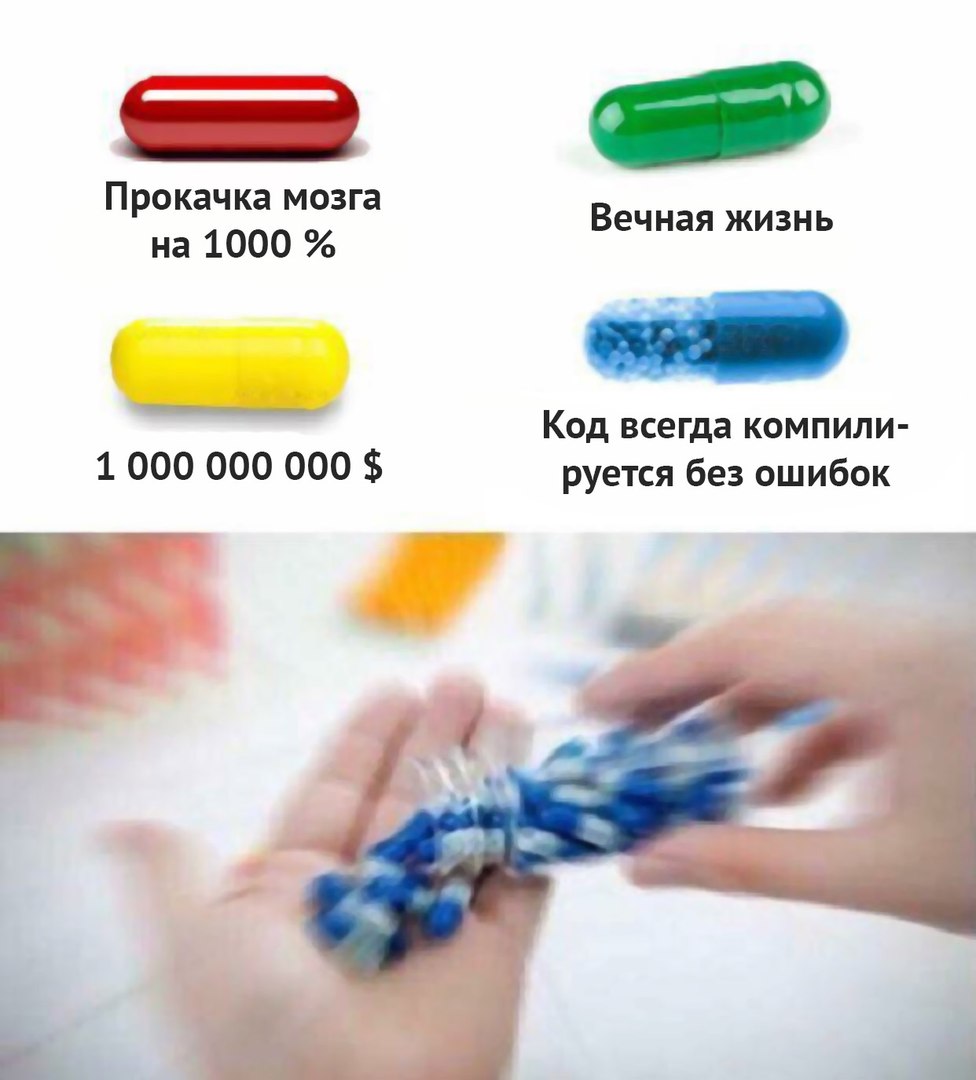 Прокачка мозга
на 1000 %
Вечная жизнь
1 000 000 000 $
Код всегда компили-
руется без ошибок